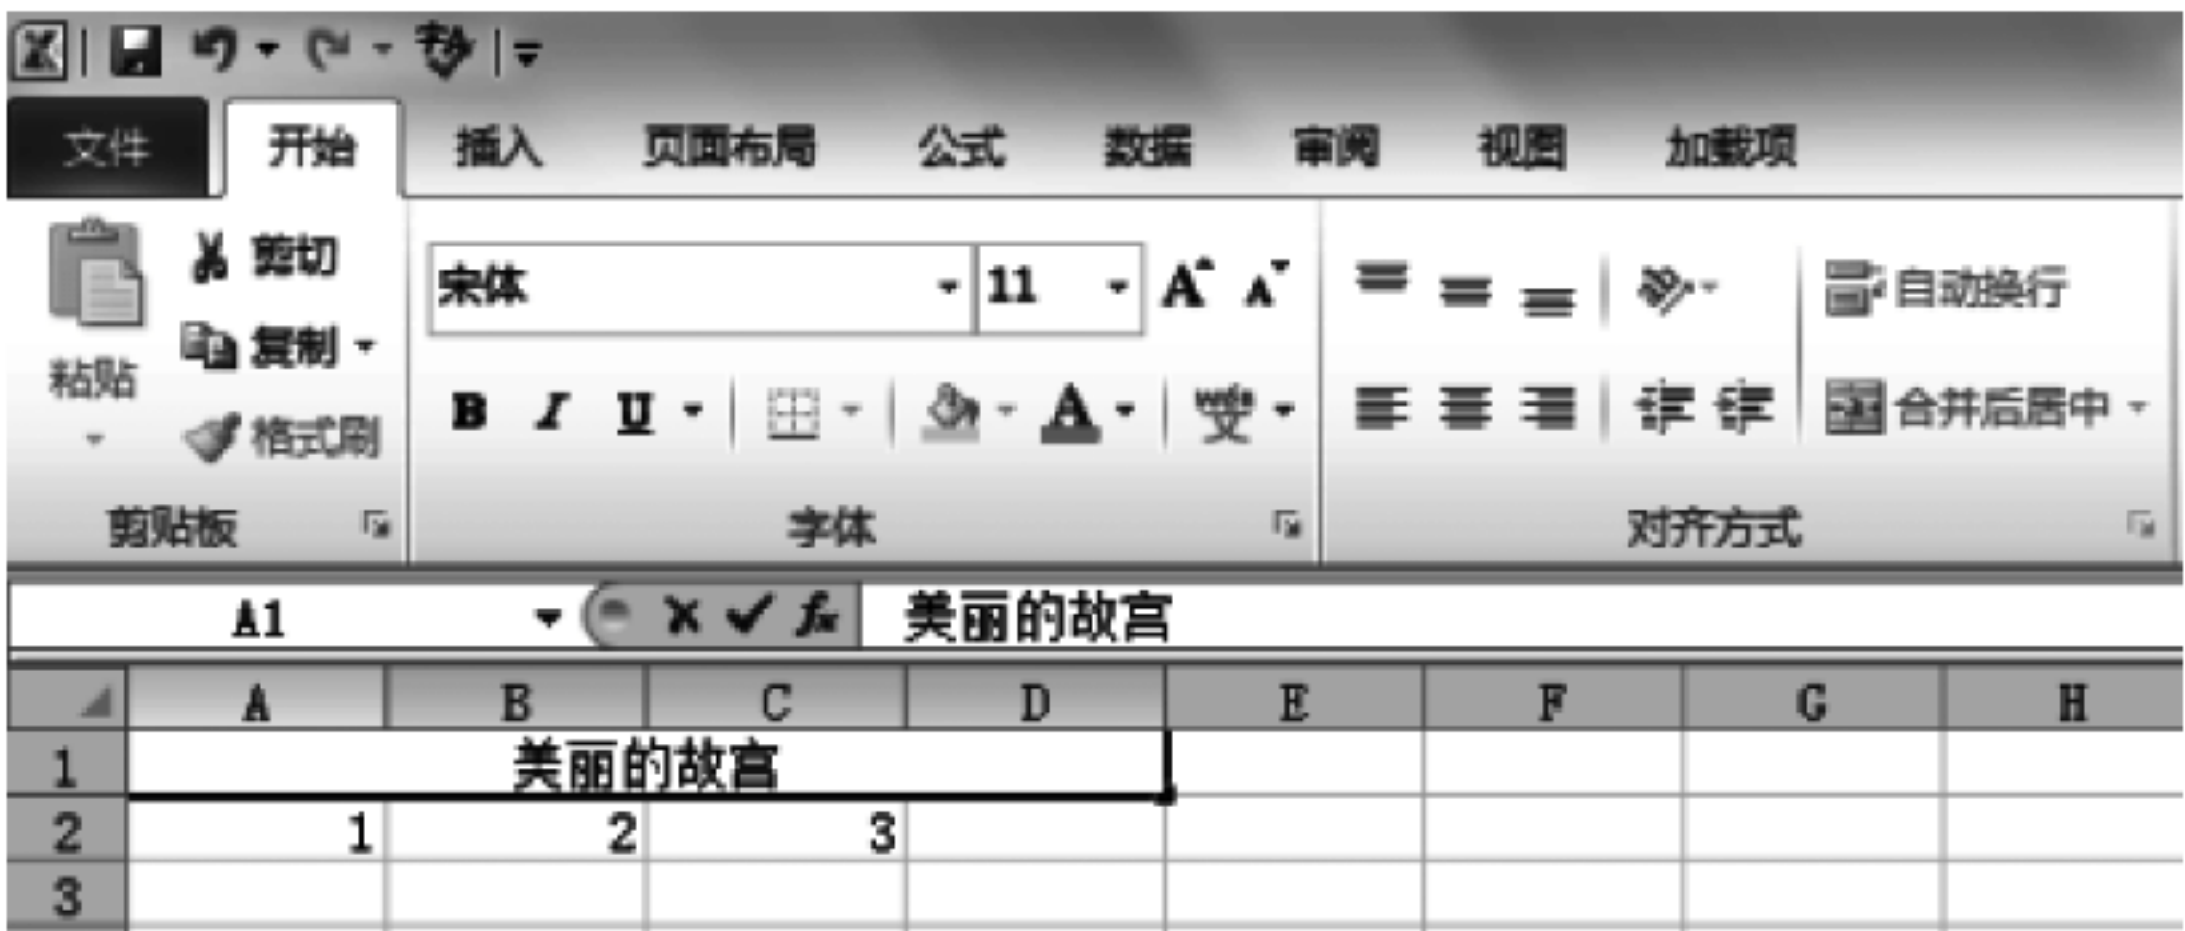 文件 开始 插入 页面布局 公式 数据 审阅 视图 加载项
剪切 宋体 11 A A 自动换行
复制
粘贴 B I U A wén 文 合并后居中
格式刷
剪贴板 字体 对齐方式
A1 fx 美丽的故宫
A B C D E F G H
1 美丽的故宫
2 1 2 3
3